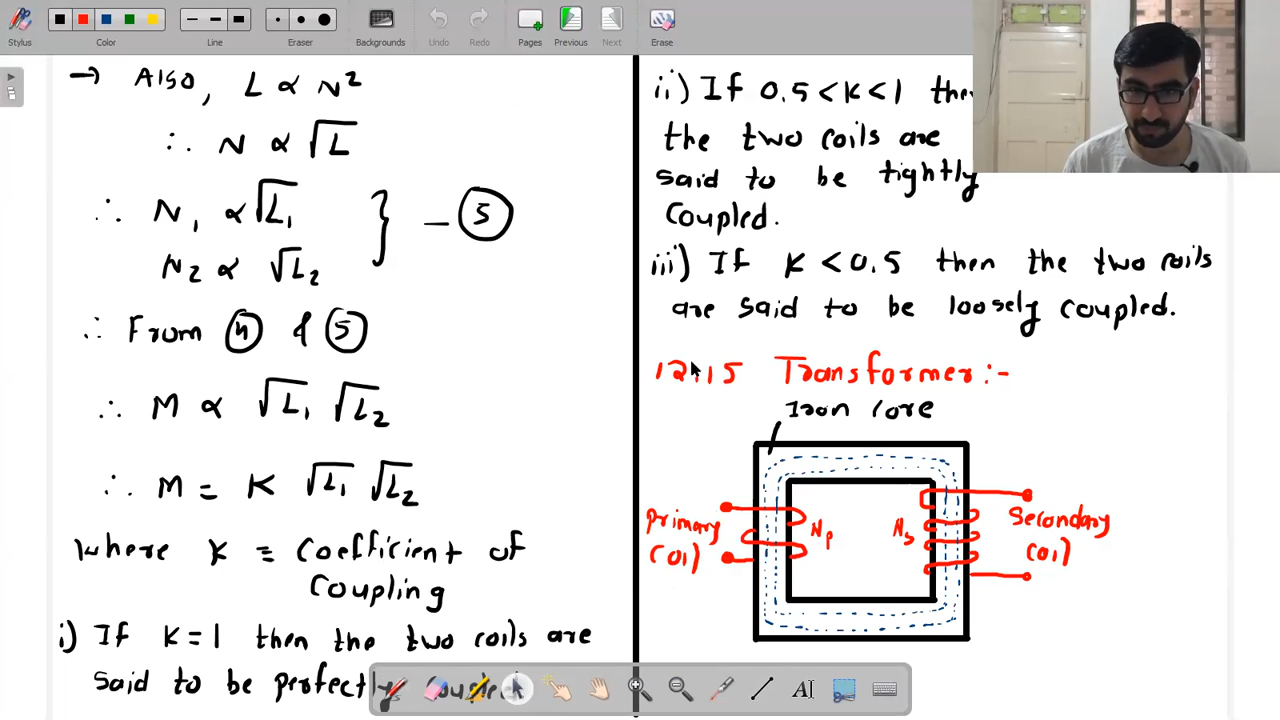 Stylus
Color
Line
Eraser
Backgrounds
Undo
Redo
Pages
Previous
Next
Erase
→ Also, L ∝ N²
∴ N ∝ √L
∴ N₁ ∝ √L₁
N₂ ∝ √L₂
} — ⑤
∴ From ④ & ⑤
∴ M ∝ √L₁ √L₂
∴ M = K √L₁ √L₂
where K = coefficient of
Coupling
i) If K=1 then the two coils are
said to be perfectly
ii) If 0.5 < K < 1 then
the two coils are
said to be tightly
Coupled.
iii) If K < 0.5 then the two coils
are said to be loosely coupled.
12.15 Transformer:-
Iron core
Primary
coil
Np
Ns
Secondary
coil